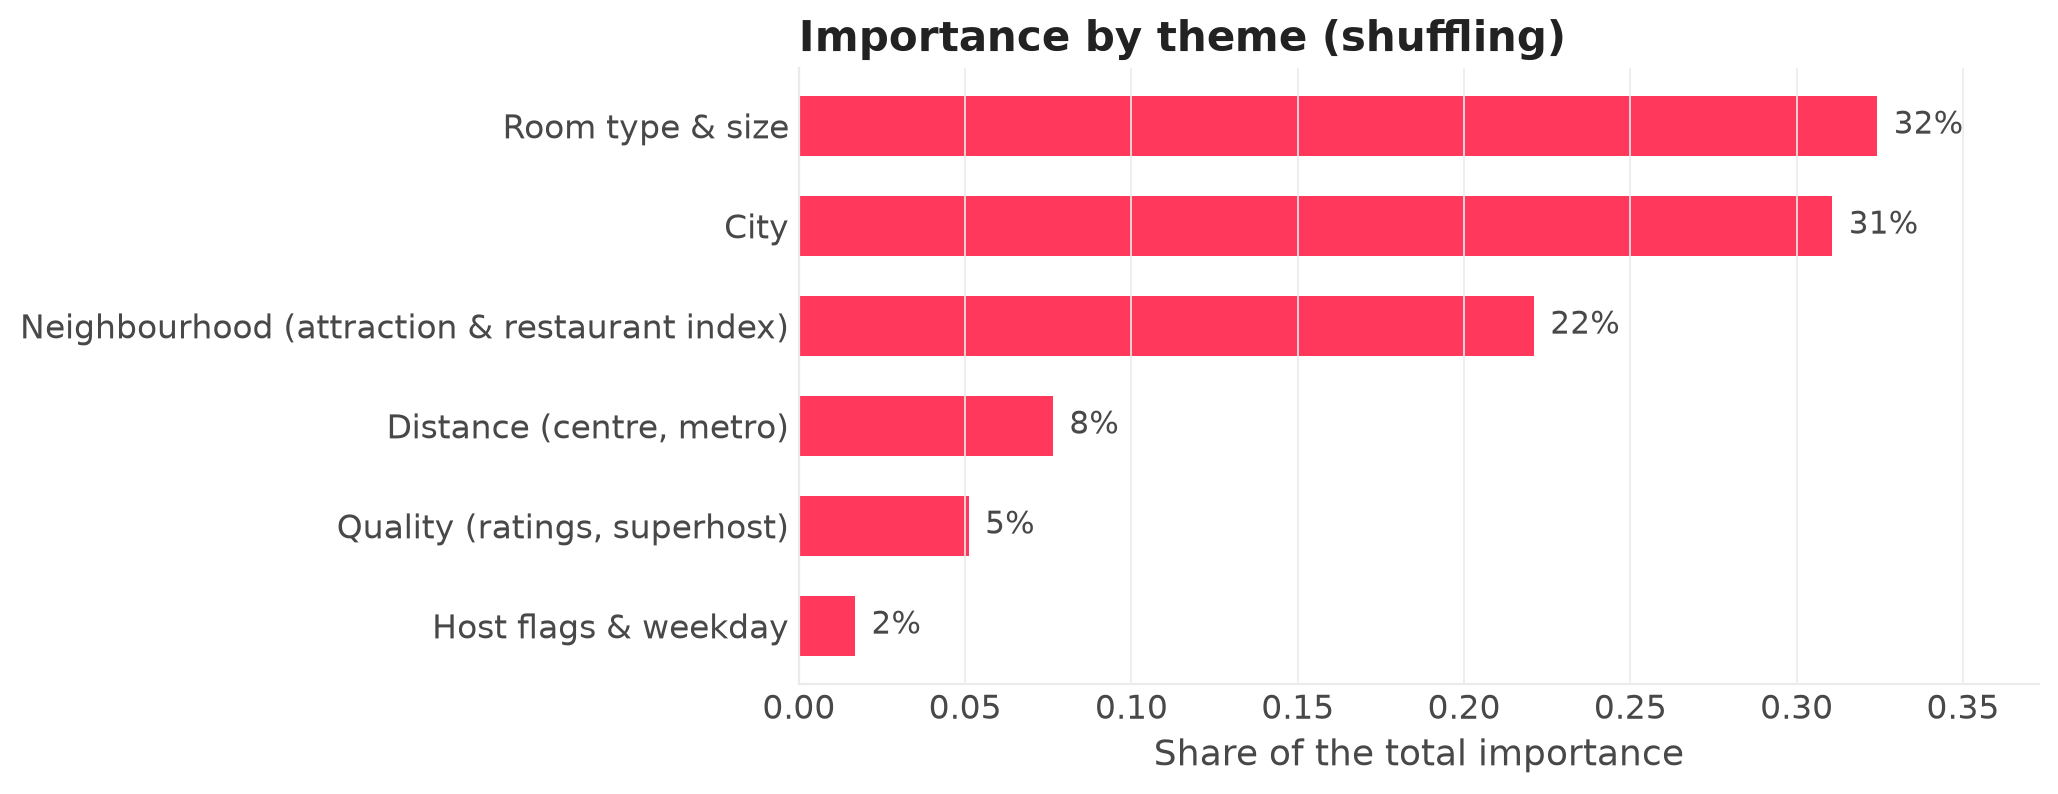 Importance by theme (shuffling)
Room type & size
32%
City
31%
Neighbourhood (attraction & restaurant index)
22%
Distance (centre, metro)
8%
Quality (ratings, superhost)
5%
Host flags & weekday
2%
0.00 0.05 0.10 0.15 0.20 0.25 0.30 0.35
Share of the total importance